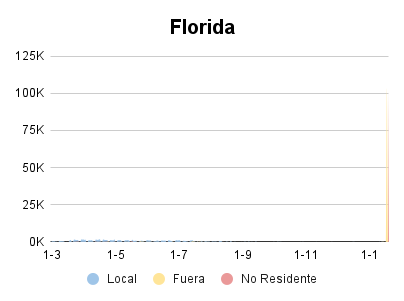 Florida
125K
100K
75K
50K
25K
0K
1-3 1-5 1-7 1-9 1-11 1-1
Local Fuera No Residente